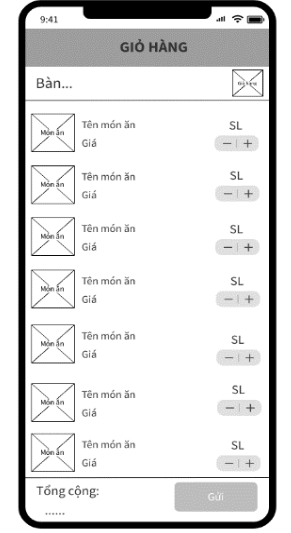 9:41
GIỎ HÀNG
Bàn...
Giỏ hàng
Món ăn
Tên món ăn
Giá
SL
− | +
Món ăn
Tên món ăn
Giá
SL
− | +
Món ăn
Tên món ăn
Giá
SL
− | +
Món ăn
Tên món ăn
Giá
SL
− | +
Món ăn
Tên món ăn
Giá
SL
− | +
Món ăn
Tên món ăn
Giá
SL
− | +
Món ăn
Tên món ăn
Giá
SL
− | +
Tổng cộng:
......
Gửi